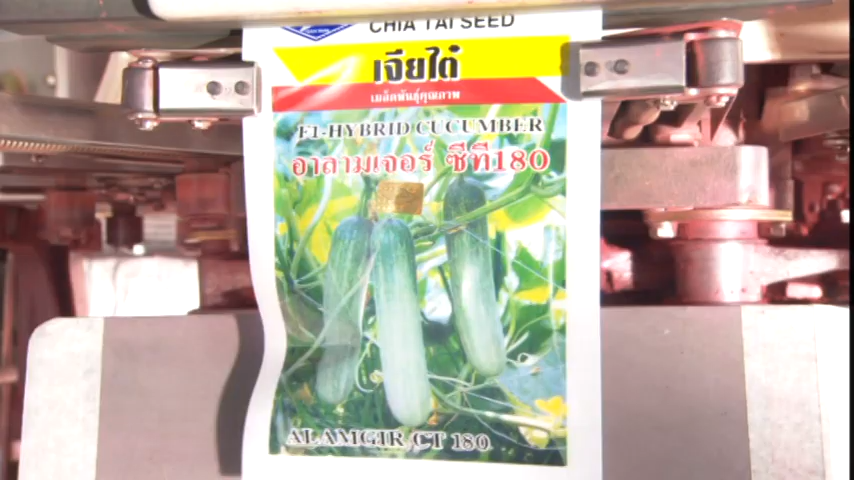 CHIA TAI SEED
เจียไต๋
เมล็ดพันธุ์คุณภาพ
F1-HYBRID CUCUMBER
อาลามเจอร์ ซีที180
ALAMGIR CT 180